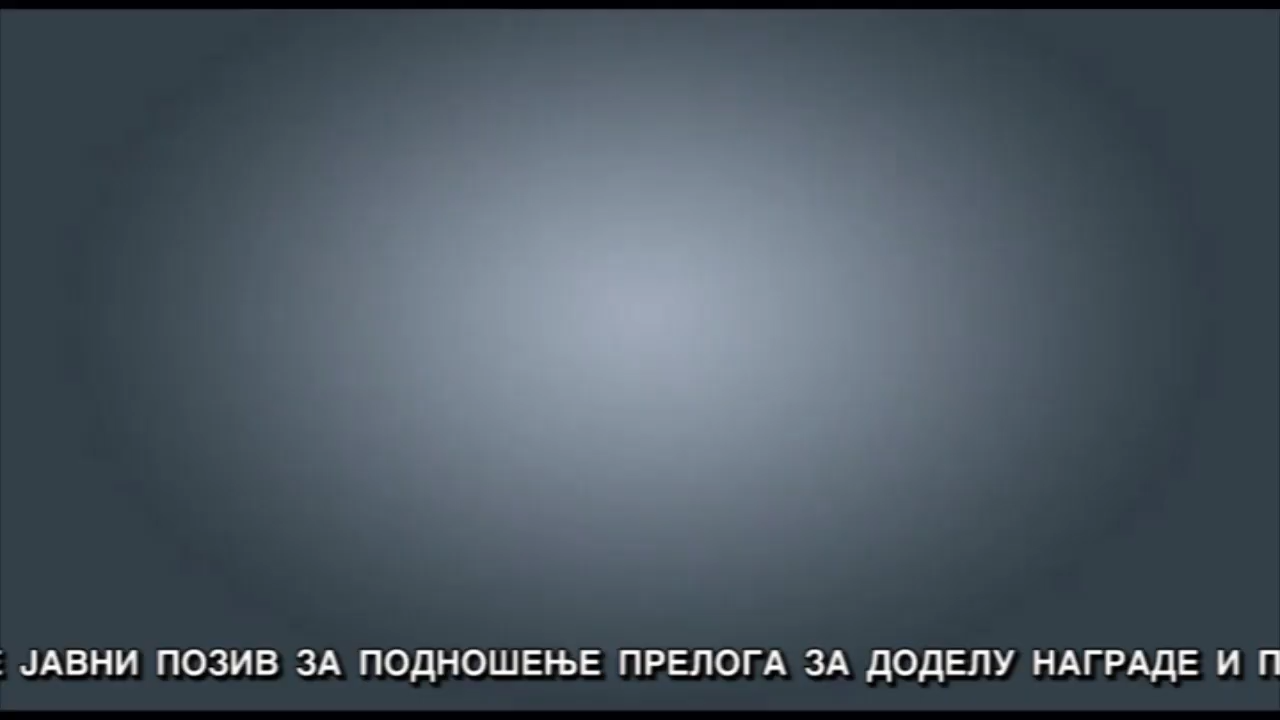 Е ЈАВНИ ПОЗИВ ЗА ПОДНОШЕЊЕ ПРЕЛОГА ЗА ДОДЕЛУ НАГРАДЕ И П